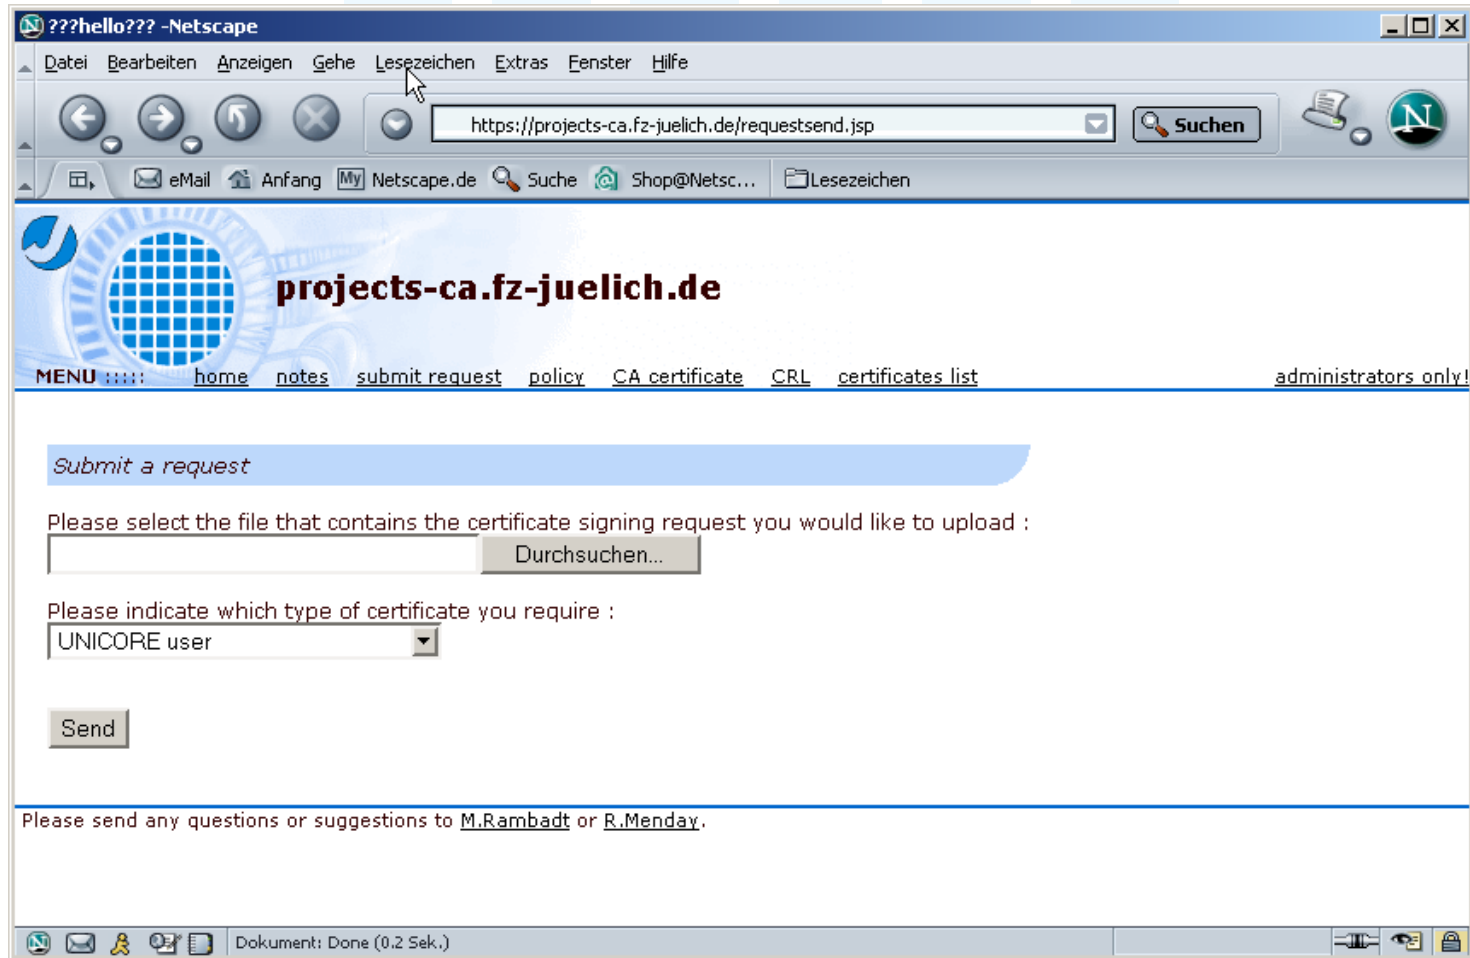 ???hello??? -Netscape
Datei Bearbeiten Anzeigen Gehe Lesezeichen Extras Fenster Hilfe
https://projects-ca.fz-juelich.de/requestsend.jsp Suchen N
eMail Anfang My Netscape.de Suche Shop@Netsc... Lesezeichen
projects-ca.fz-juelich.de
MENU ::::: home notes submit request policy CA certificate CRL certificates list administrators only!
Submit a request
Please select the file that contains the certificate signing request you would like to upload :
Durchsuchen...
Please indicate which type of certificate you require :
UNICORE user
Send
Please send any questions or suggestions to M.Rambadt or R.Menday.
Dokument: Done (0.2 Sek.)